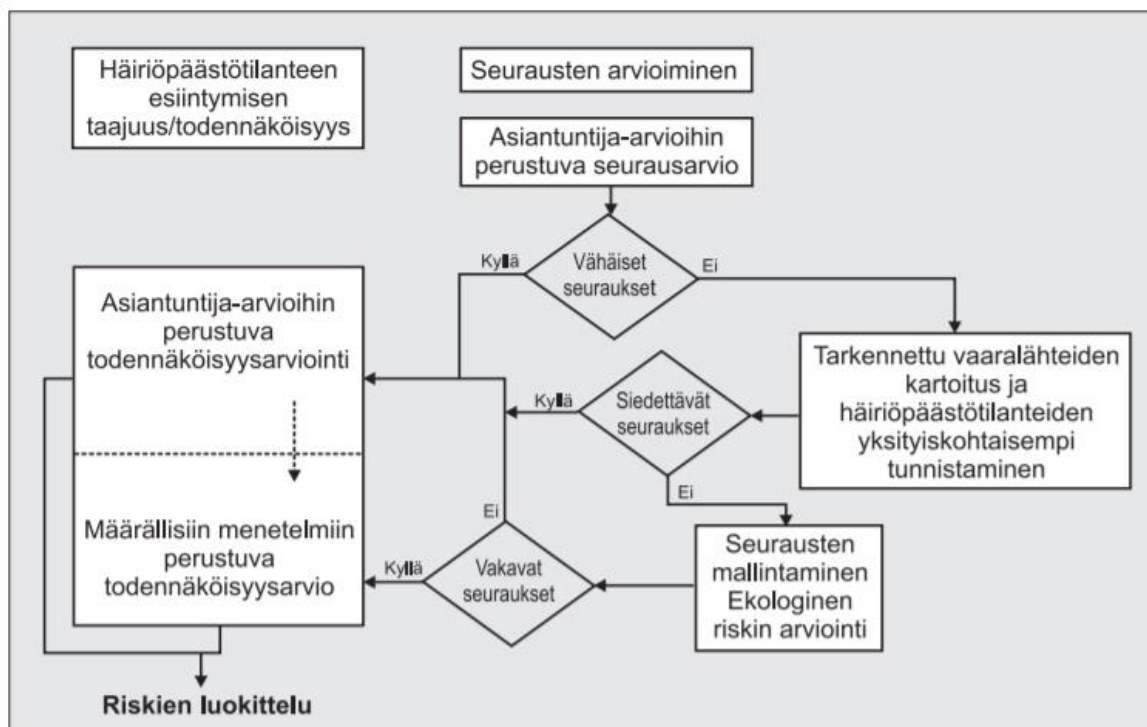 Häiriöpäästötilanteen
esiintymisen
taajuus/todennäköisyys
Seurausten arvioiminen
Asiantuntija-arvioihin
perustuva seurausarvio
Kyllä
Vähäiset
seuraukset
Ei
Asiantuntija-arvioihin
perustuva
todennäköisyysarviointi
Tarkennettu vaaralähteiden
kartoitus ja
häiriöpäästötilanteiden
yksityiskohtaisempi
tunnistaminen
Kyllä
Siedettävät
seuraukset
Ei
Ei
Määrällisiin menetelmiin
perustuva
todennäköisyysarvio
Kyllä
Vakavat
seuraukset
Seurausten
mallintaminen
Ekologinen
riskin arviointi
Riskien luokittelu